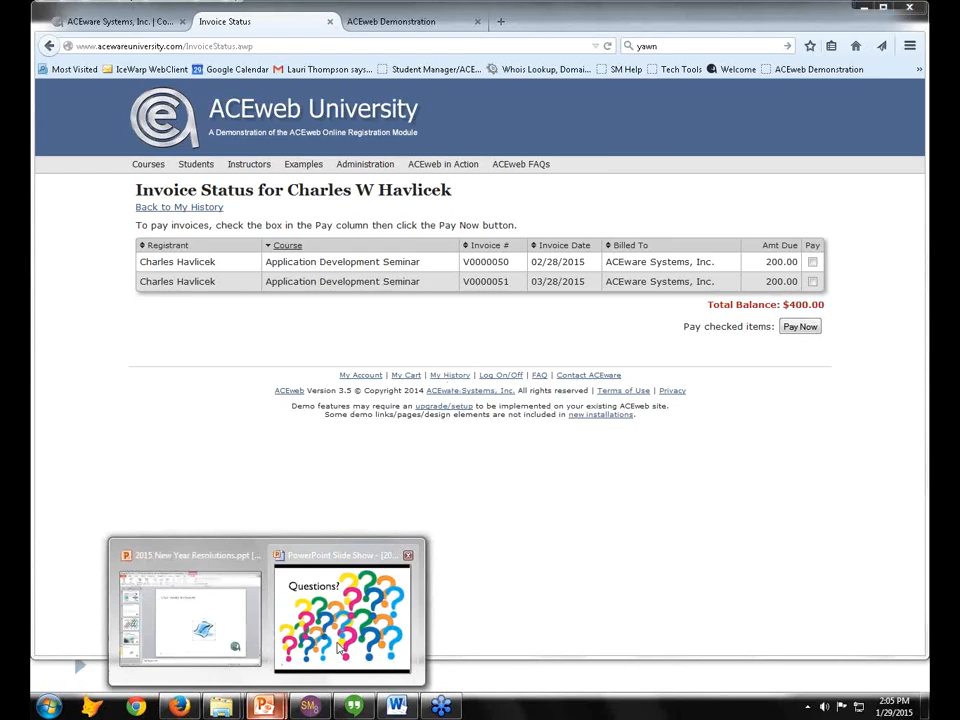 ACEware Systems, Inc. | Co... ×
Invoice Status ×
ACEweb Demonstration ×
www.acewareuniversity.com/InvoiceStatus.awp
yawn
Most Visited
IceWarp WebClient
Google Calendar
Lauri Thompson says...
Student Manager/ACE...
Whois Lookup, Domai...
SM Help
Tech Tools
Welcome
ACEweb Demonstration
»
ACEweb University
A Demonstration of the ACEweb Online Registration Module
Courses Students Instructors Examples Administration ACEweb in Action ACEweb FAQs
Invoice Status for Charles W Havlicek
Back to My History
To pay invoices, check the box in the Pay column then click the Pay Now button.
Registrant Course Invoice # Invoice Date Billed To Amt Due Pay
Charles Havlicek Application Development Seminar V0000050 02/28/2015 ACEware Systems, Inc. 200.00
Charles Havlicek Application Development Seminar V0000051 03/28/2015 ACEware Systems, Inc. 200.00
Total Balance: $400.00
Pay checked items: Pay Now
My Account | My Cart | My History | Log On/Off | FAQ | Contact ACEware
ACEweb Version 3.5 © Copyright 2014 ACEware Systems, Inc. All rights reserved | Terms of Use | Privacy
Demo features may require an upgrade/setup to be implemented on your existing ACEweb site.
Some demo links/pages/design elements are not included in new installations.
2015 New Year Resolutions.ppt [...
PowerPoint Slide Show - [20...
Questions?
2:05 PM
1/29/2015